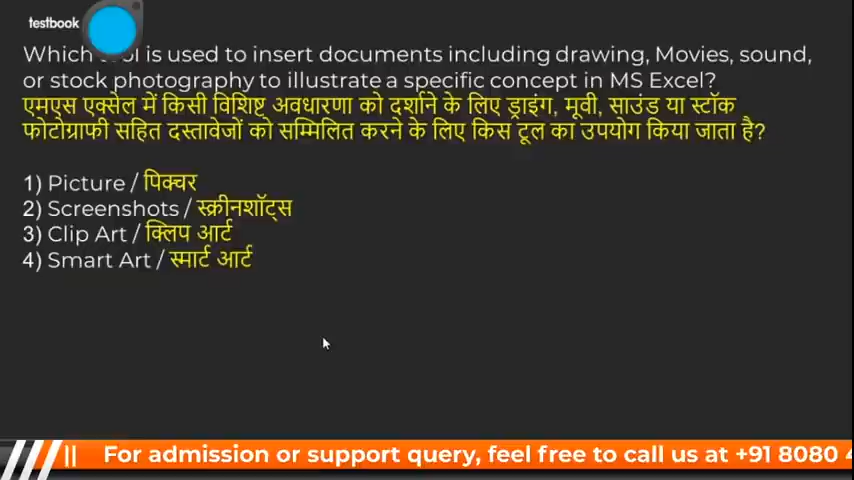 testbook
Which is used to insert documents including drawing, Movies, sound,
or stock photography to illustrate a specific concept in MS Excel?
एमएस एक्सेल में किसी विशिष्ट अवधारणा को दर्शाने के लिए ड्राइंग, मूवी, साउंड या स्टॉक
फोटोग्राफी सहित दस्तावेजों को सम्मिलित करने के लिए किस टूल का उपयोग किया जाता है?
1) Picture / पिक्चर
2) Screenshots / स्क्रीनशॉट्स
3) Clip Art / क्लिप आर्ट
4) Smart Art / स्मार्ट आर्ट
|| For admission or support query, feel free to call us at +91 8080